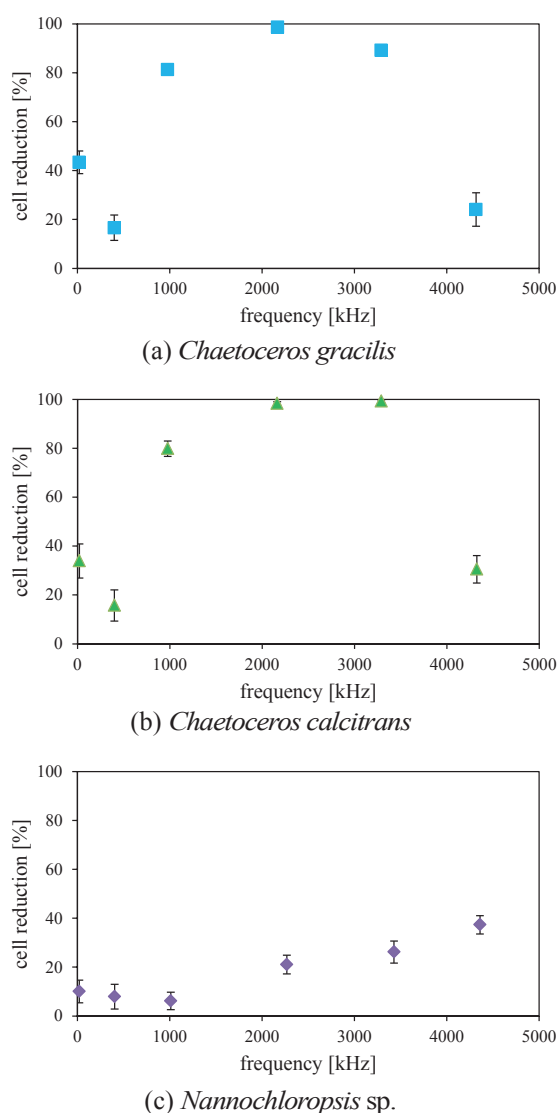 100
80
60
40
20
0
cell reduction [%]
0 1000 2000 3000 4000 5000
frequency [kHz]
(a) Chaetoceros gracilis
100
80
60
40
20
0
cell reduction [%]
0 1000 2000 3000 4000 5000
frequency [kHz]
(b) Chaetoceros calcitrans
100
80
60
40
20
0
cell reduction [%]
0 1000 2000 3000 4000 5000
frequency [kHz]
(c) Nannochloropsis sp.